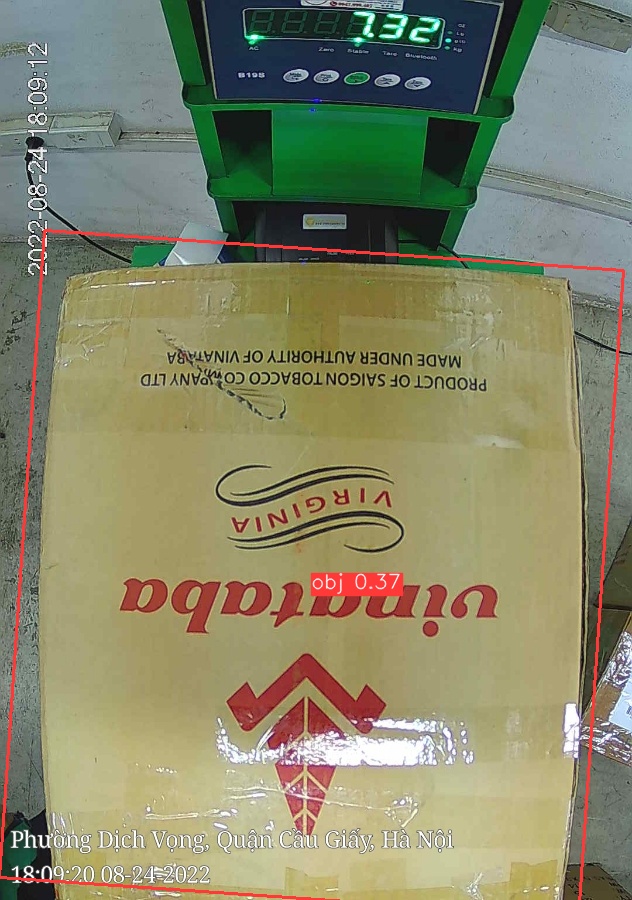 7.32
AC
Zero Stable Tare Bluetooth
B19S
2022-08-24 18:09:12
PRODUCT OF SAIGON TOBACCO COMPANY LTD
MADE UNDER AUTHORITY OF VINATABA
VIRGINIA
obj 0.37
vinataba
Phường Dịch Vọng, Quận Cầu Giấy, Hà Nội
18:09:20 08-24-2022